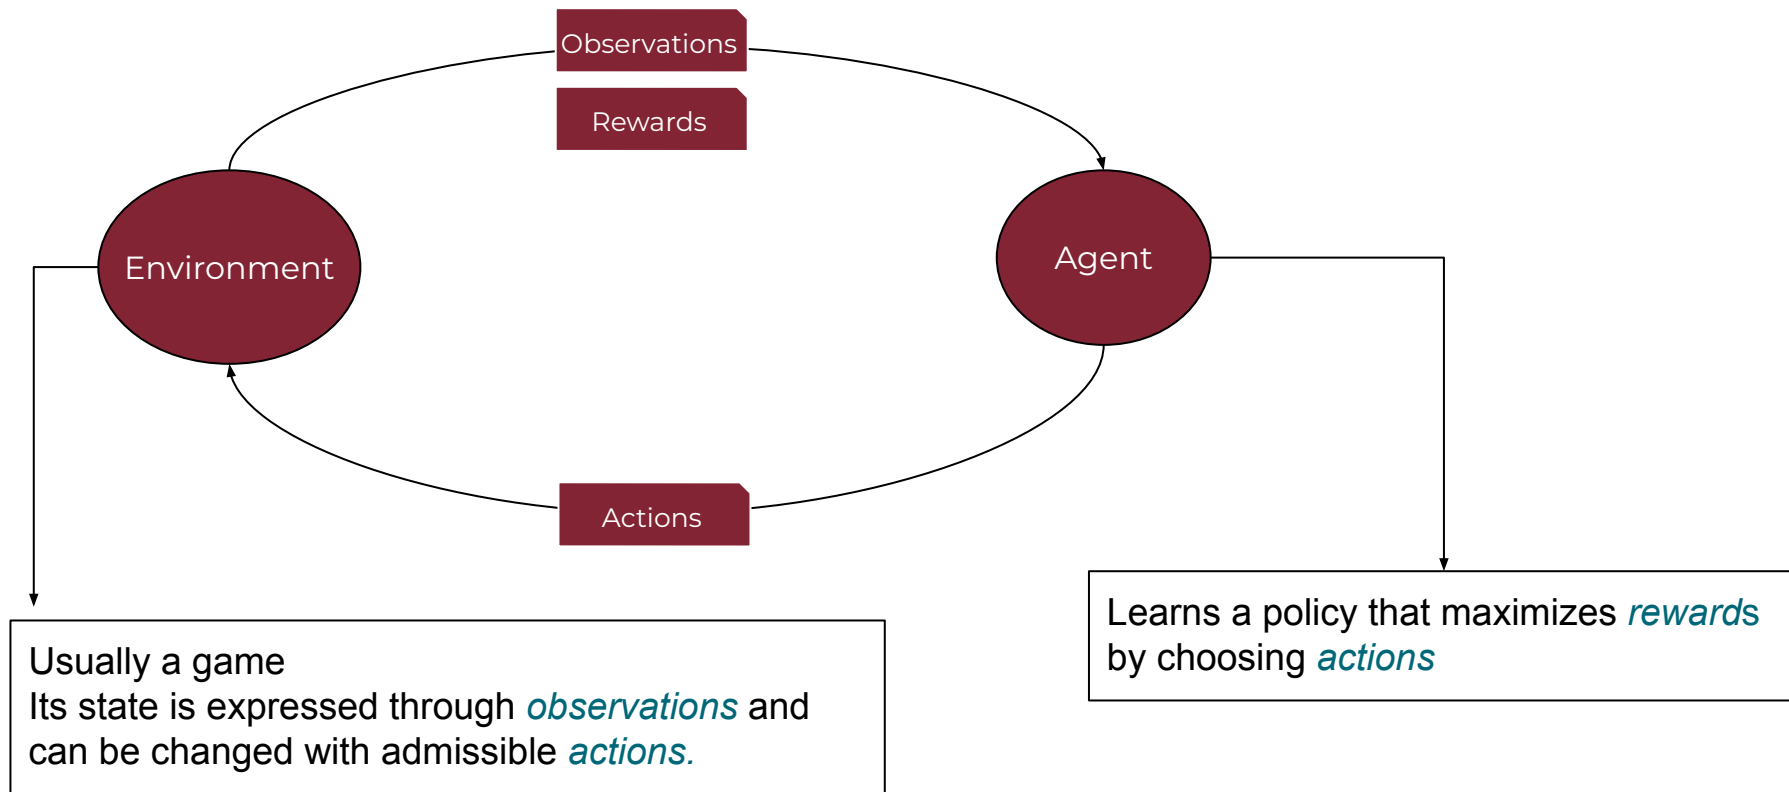 Observations
Rewards
Environment
Agent
Actions
Usually a game
Its state is expressed through observations and
can be changed with admissible actions.
Learns a policy that maximizes rewards
by choosing actions